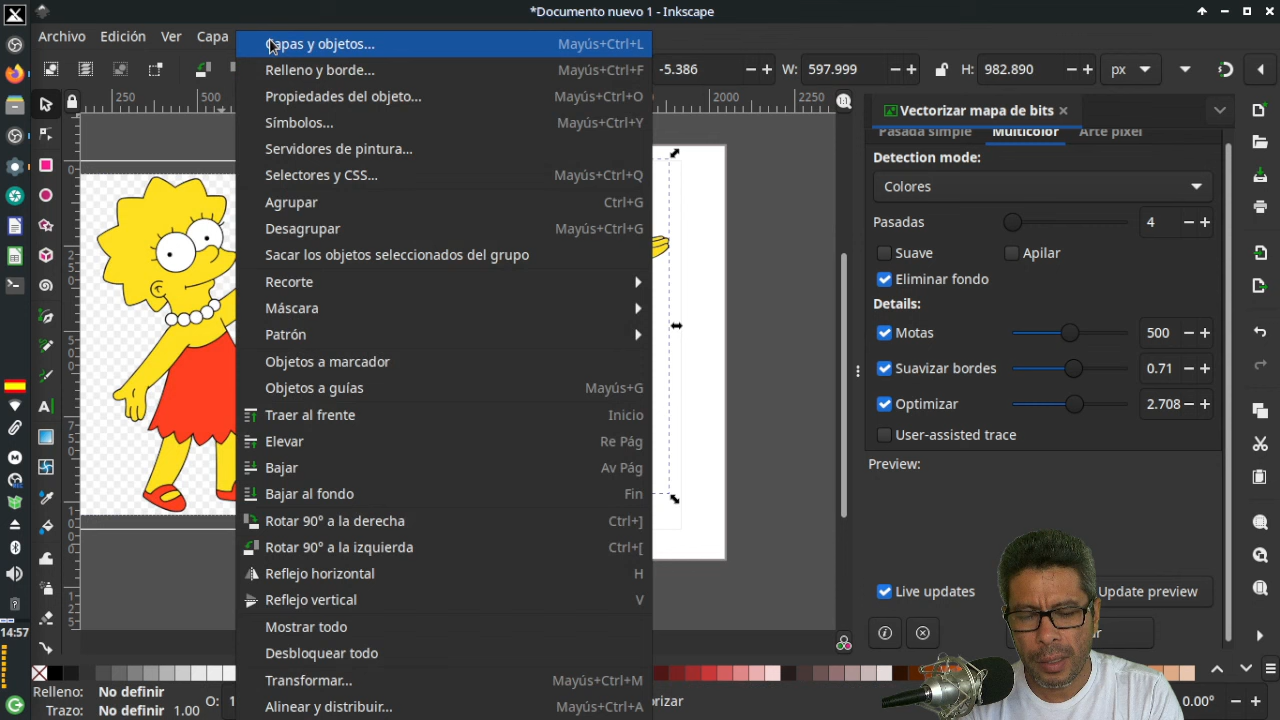 *Documento nuevo 1 - Inkscape
Archivo Edición Ver Capa
-5.386 W: 597.999 H: 982.890 px
250 500 2000 2250
Capas y objetos... Mayús+Ctrl+L
Relleno y borde... Mayús+Ctrl+F
Propiedades del objeto... Mayús+Ctrl+O
Símbolos... Mayús+Ctrl+Y
Servidores de pintura...
Selectores y CSS... Mayús+Ctrl+Q
Agrupar Ctrl+G
Desagrupar Mayús+Ctrl+G
Sacar los objetos seleccionados del grupo
Recorte
Máscara
Patrón
Objetos a marcador
Objetos a guías Mayús+G
Traer al frente Inicio
Elevar Re Pág
Bajar Av Pág
Bajar al fondo Fin
Rotar 90° a la derecha Ctrl+]
Rotar 90° a la izquierda Ctrl+[
Reflejo horizontal H
Reflejo vertical V
Mostrar todo
Desbloquear todo
Transformar... Mayús+Ctrl+M
Alinear y distribuir... Mayús+Ctrl+A
Vectorizar mapa de bits
Pasada simple Multicolor Arte pixel
Detection mode:
Colores
Pasadas 4
Suave Apilar
Eliminar fondo
Details:
Motas 500
Suavizar bordes 0.71
Optimizar 2.708
User-assisted trace
Preview:
Live updates Update preview
14:57
Relleno: No definir
Trazo: No definir 1.00
O:
0.00°